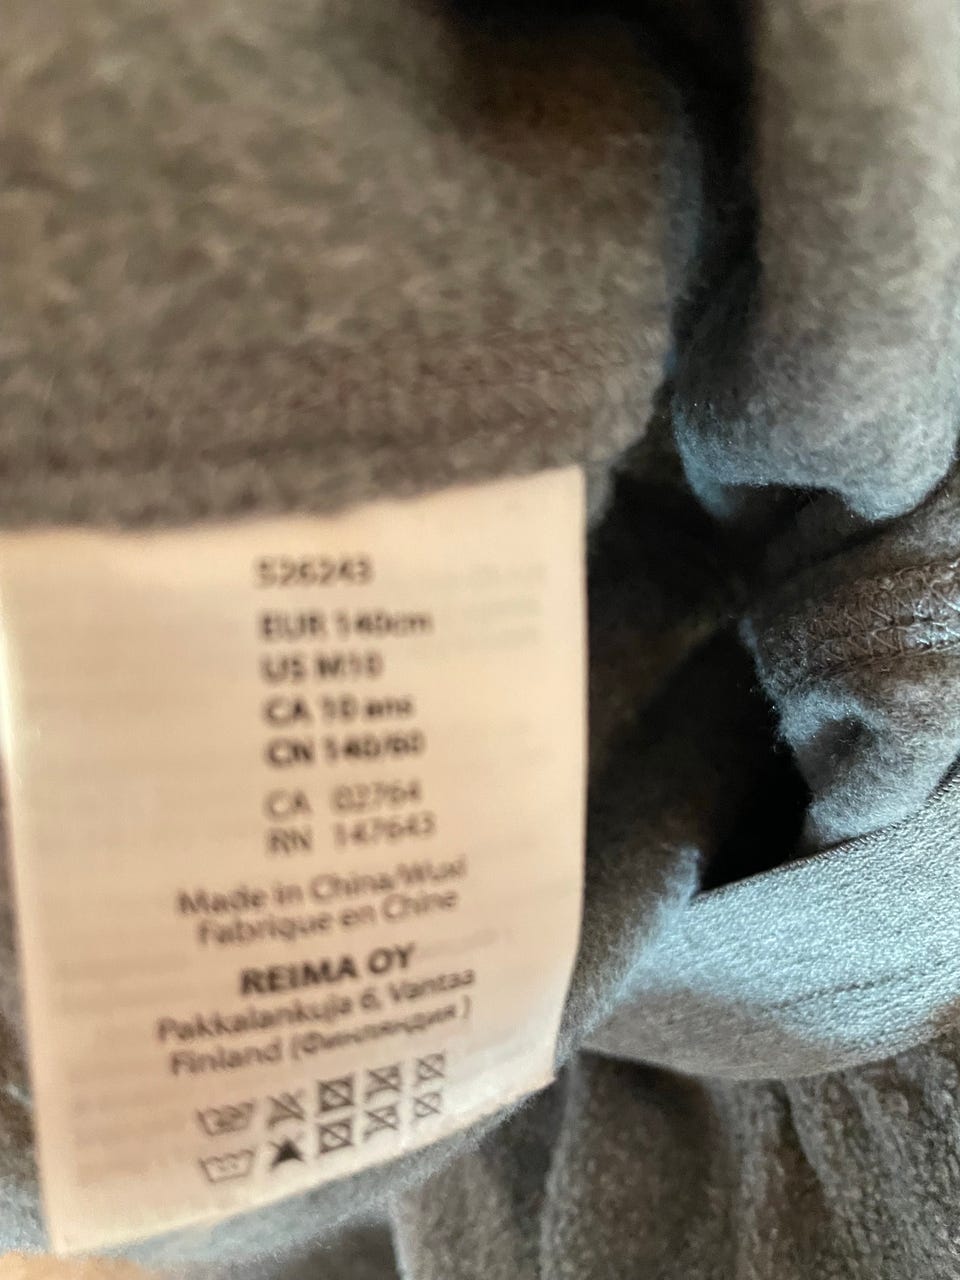 526243
EUR 140cm
US M10
CA 10 ans
CN 140/60
CA 02764
RN 147643
Made in China/Wuxi
Fabrique en Chine
REIMA OY
Pakkalankuja 6, Vantaa
Finland (Финляндия)